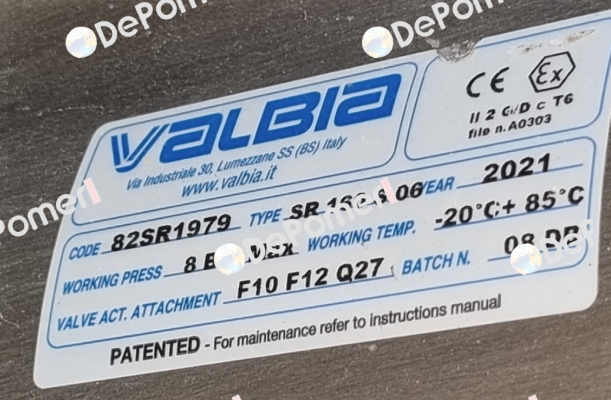 DePomerl
DePomerl
VALBIA
Via Industriale 30, Lumezzane SS (BS) Italy
www.valbia.it
CE Ex
II 2 G/D c T6
file n.A0303
CODE 82SR1979 TYPE SR YEAR 2021
WORKING PRESS 8 Max WORKING TEMP. -20°C÷+ 85°C
VALVE ACT. ATTACHMENT F10 F12 Q27 BATCH N. 08
PATENTED - For maintenance refer to instructions manual